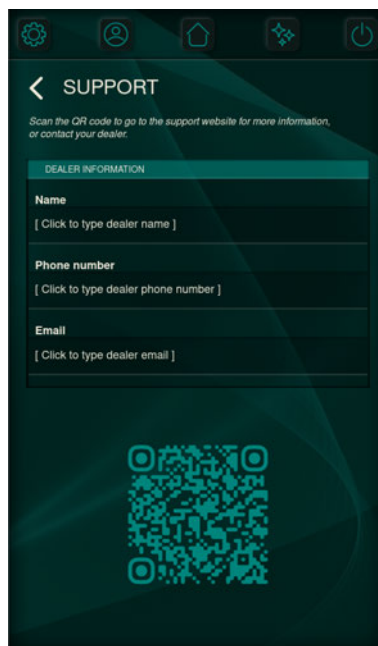 SUPPORT
Scan the QR code to go to the support website for more information,
or contact your dealer.
DEALER INFORMATION
Name
[ Click to type dealer name ]
Phone number
[ Click to type dealer phone number ]
Email
[ Click to type dealer email ]